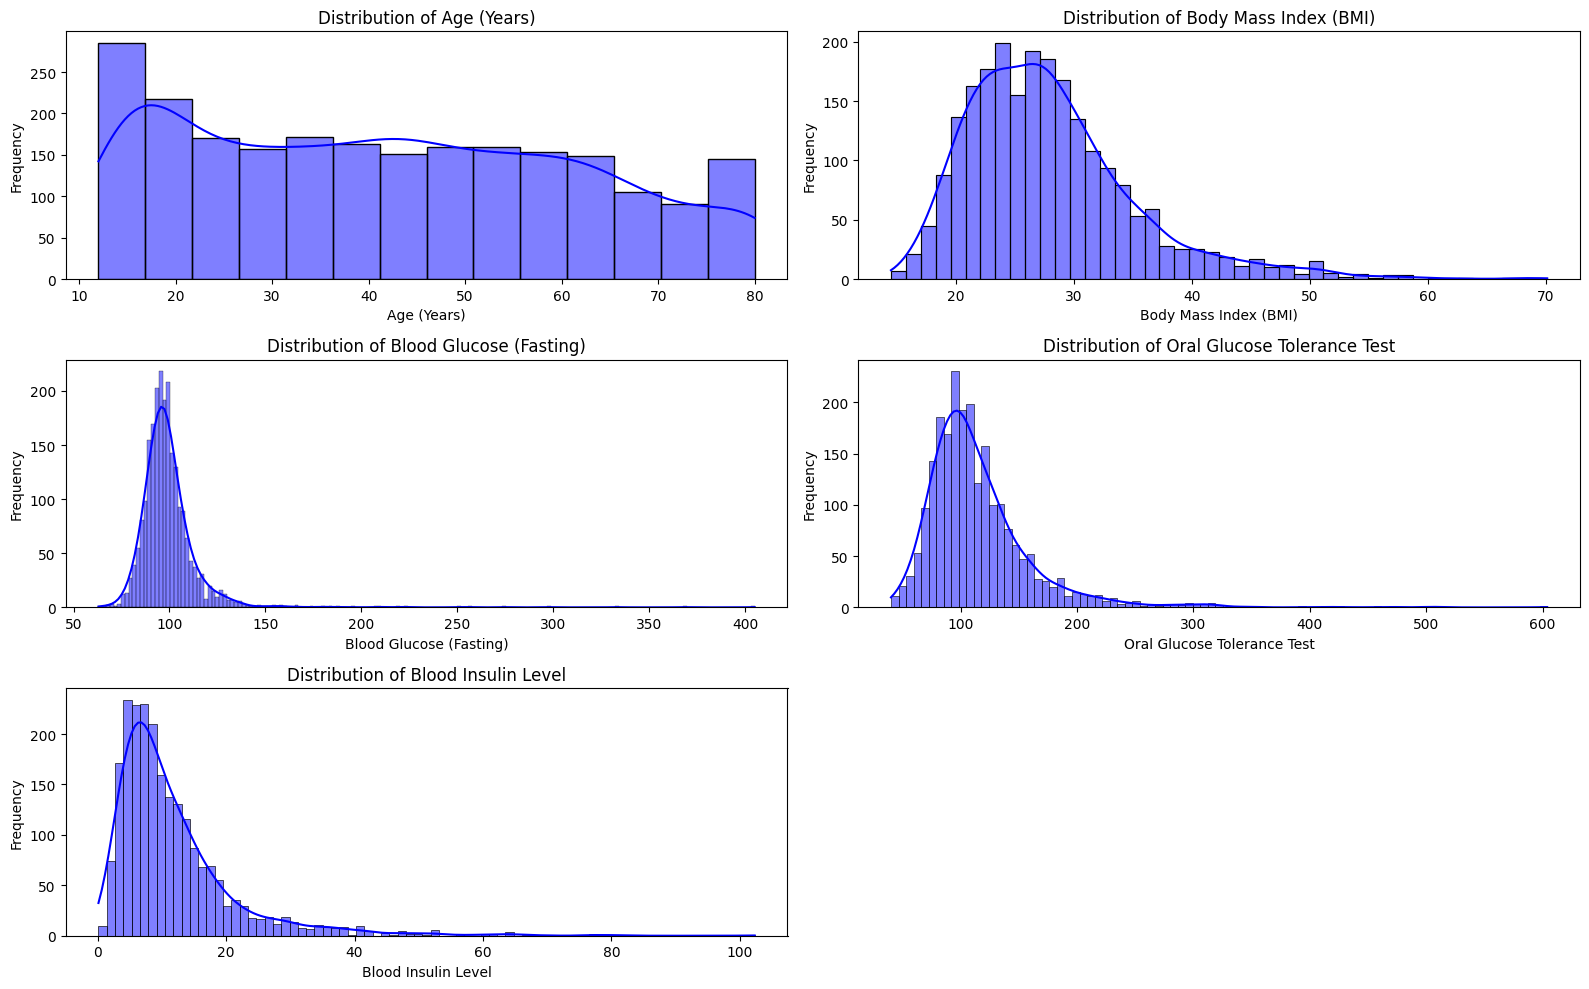 Distribution of Age (Years)
Frequency
250
200
150
100
50
0
10 20 30 40 50 60 70 80
Age (Years)
Distribution of Body Mass Index (BMI)
Frequency
200
150
100
50
0
20 30 40 50 60 70
Body Mass Index (BMI)
Distribution of Blood Glucose (Fasting)
Frequency
200
150
100
50
0
50 100 150 200 250 300 350 400
Blood Glucose (Fasting)
Distribution of Oral Glucose Tolerance Test
Frequency
200
150
100
50
0
100 200 300 400 500 600
Oral Glucose Tolerance Test
Distribution of Blood Insulin Level
Frequency
200
150
100
50
0
0 20 40 60 80 100
Blood Insulin Level